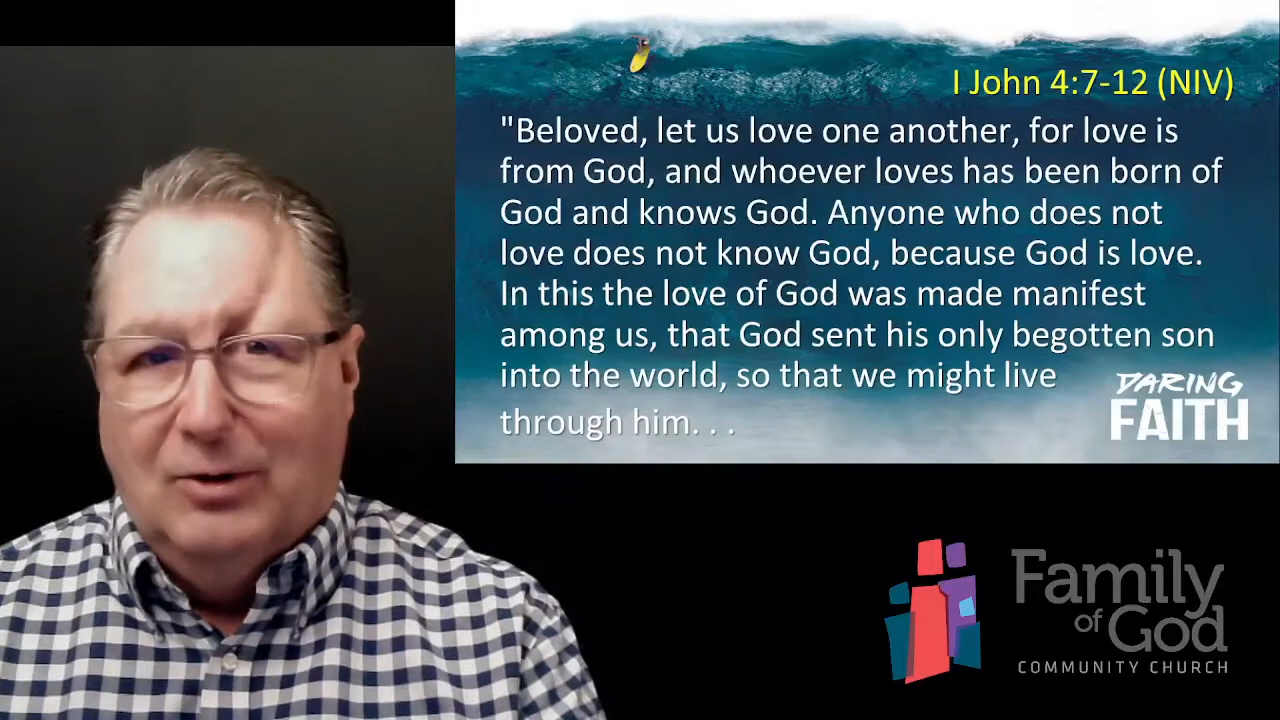 I John 4:7-12 (NIV)
"Beloved, let us love one another, for love is
from God, and whoever loves has been born of
God and knows God. Anyone who does not
love does not know God, because God is love.
In this the love of God was made manifest
among us, that God sent his only begotten son
into the world, so that we might live
through him. . .
DARING
FAITH
Family
of God
COMMUNITY CHURCH